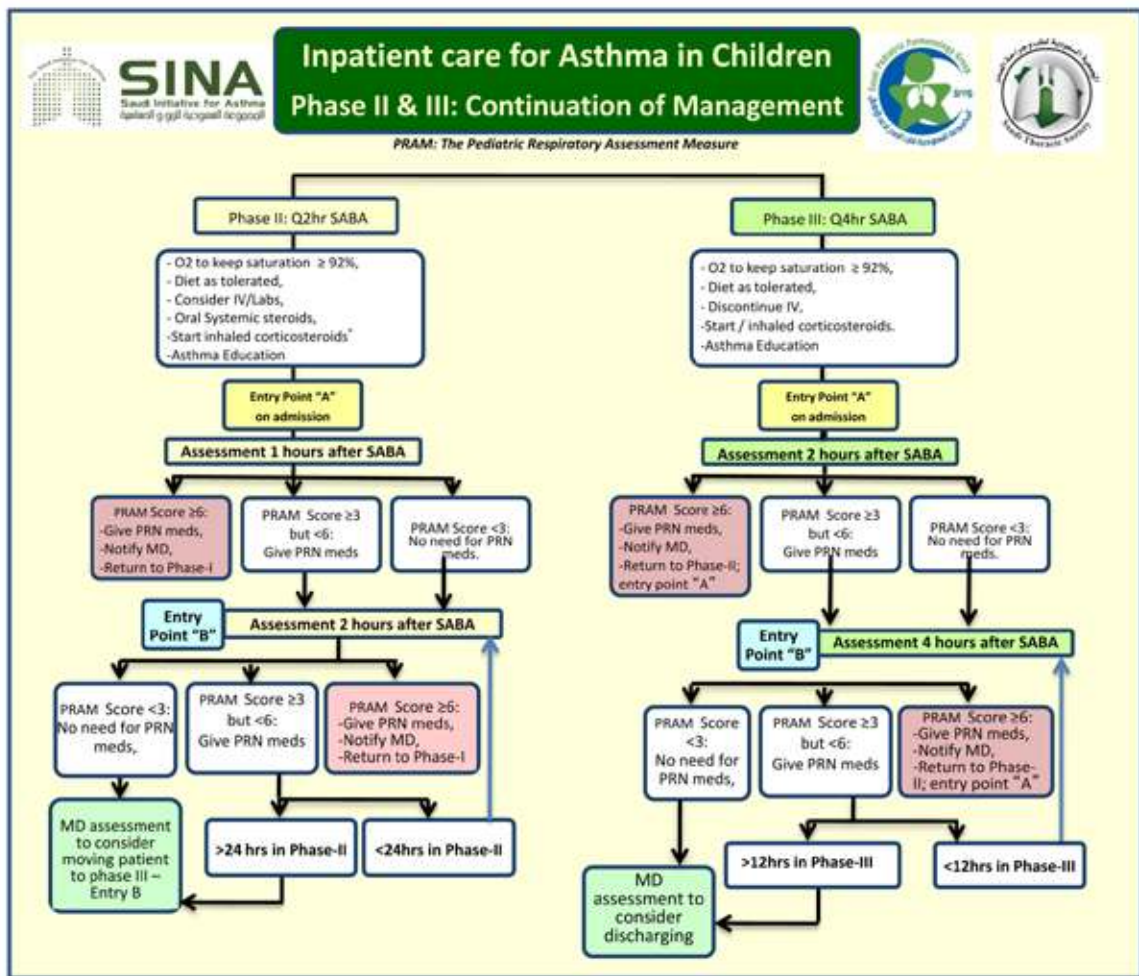 SINA
Saudi Initiative for Asthma
Inpatient care for Asthma in Children
Phase II & III: Continuation of Management
PRAM: The Pediatric Respiratory Assessment Measure
Saudi Thoracic Society
Phase II: Q2hr SABA
- O2 to keep saturation ≥ 92%,
- Diet as tolerated,
- Consider IV/Labs,
- Oral Systemic steroids,
-Start inhaled corticosteroids*
-Asthma Education
Entry Point "A"
on admission
Assessment 1 hours after SABA
PRAM Score ≥6:
-Give PRN meds,
-Notify MD,
-Return to Phase-I
PRAM Score ≥3
but <6:
Give PRN meds
PRAM Score <3:
No need for PRN
meds.
Entry
Point "B"
Assessment 2 hours after SABA
PRAM Score <3:
No need for PRN
meds,
PRAM Score ≥3
but <6:
Give PRN meds
PRAM Score ≥6:
-Give PRN meds,
-Notify MD,
-Return to Phase-I
MD assessment
to consider
moving patient
to phase III –
Entry B
>24 hrs in Phase-II
<24hrs in Phase-II
Phase III: Q4hr SABA
- O2 to keep saturation ≥ 92%,
- Diet as tolerated,
- Discontinue IV,
-Start / inhaled corticosteroids.
-Asthma Education
Entry Point "A"
on admission
Assessment 2 hours after SABA
PRAM Score ≥6:
-Give PRN meds,
-Notify MD,
-Return to Phase-II;
entry point "A"
PRAM Score ≥3
but <6:
Give PRN meds
PRAM Score <3:
No need for PRN
meds.
Entry
Point "B"
Assessment 4 hours after SABA
PRAM Score
<3:
No need for
PRN meds,
PRAM Score ≥3
but <6:
Give PRN meds
PRAM Score ≥6:
-Give PRN meds,
-Notify MD,
-Return to Phase-
II; entry point "A"
>12hrs in Phase-III
<12hrs in Phase-III
MD
assessment to
consider
discharging